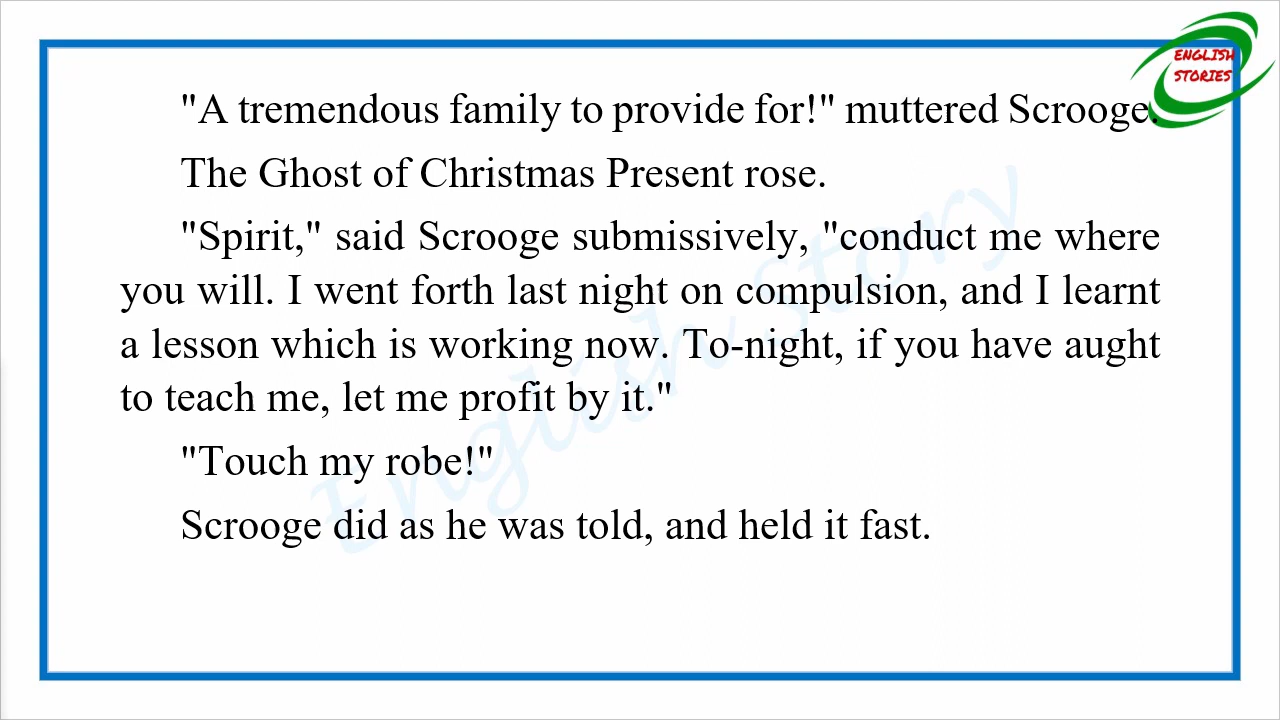 ENGLISH
STORIES
"A tremendous family to provide for!" muttered Scrooge.
The Ghost of Christmas Present rose.
"Spirit," said Scrooge submissively, "conduct me where
you will. I went forth last night on compulsion, and I learnt
a lesson which is working now. To-night, if you have aught
to teach me, let me profit by it."
"Touch my robe!"
Scrooge did as he was told, and held it fast.
English Story